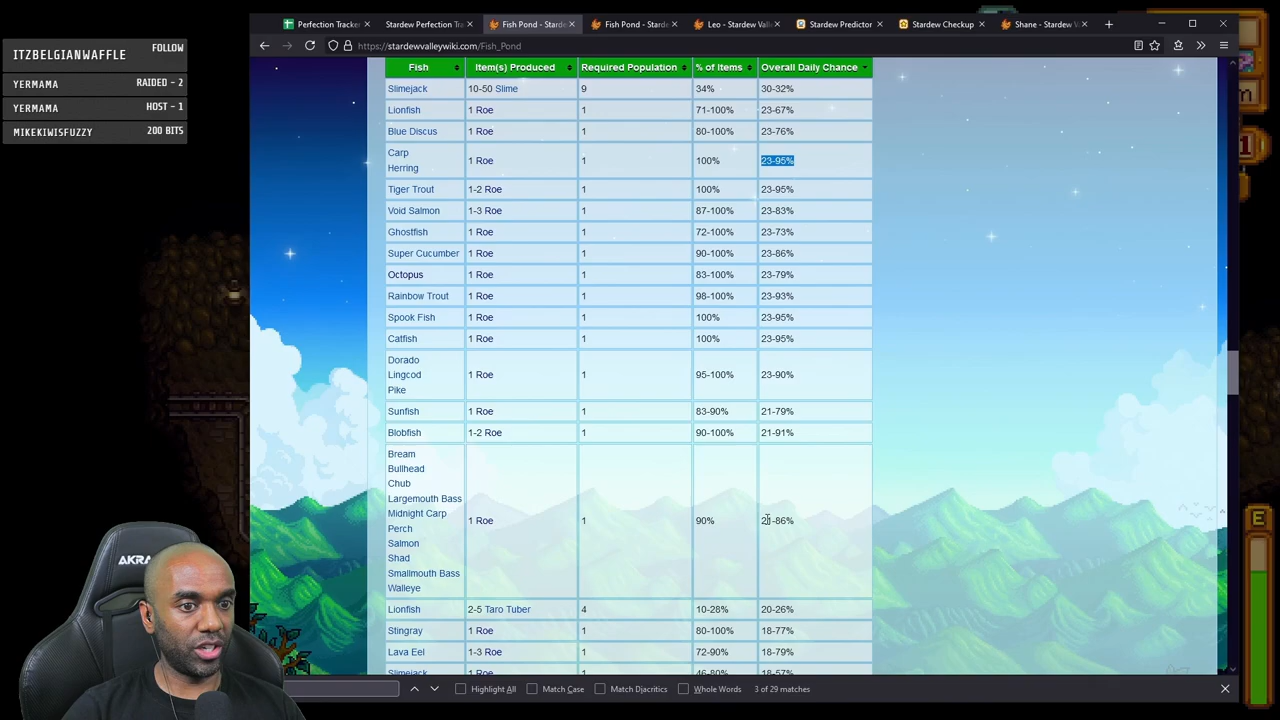 ITZBELGIANWAFFLE FOLLOW
YERMAMA RAIDED - 2
YERMAMA HOST - 1
MIKEKIWISFUZZY 200 BITS
Perfection Tracker
Stardew Perfection Tra
Fish Pond - Starde
Fish Pond - Starde
Leo - Stardew Vall
Stardew Predictor
Stardew Checkup
Shane - Stardew V
https://stardewvalleywiki.com/Fish_Pond
Fish Item(s) Produced Required Population % of Items Overall Daily Chance
Slimejack 10-50 Slime 9 34% 30-32%
Lionfish 1 Roe 1 71-100% 23-67%
Blue Discus 1 Roe 1 80-100% 23-76%
Carp
Herring
1 Roe 1 100% 23-95%
Tiger Trout 1-2 Roe 1 100% 23-95%
Void Salmon 1-3 Roe 1 87-100% 23-83%
Ghostfish 1 Roe 1 72-100% 23-73%
Super Cucumber 1 Roe 1 90-100% 23-86%
Octopus 1 Roe 1 83-100% 23-79%
Rainbow Trout 1 Roe 1 98-100% 23-93%
Spook Fish 1 Roe 1 100% 23-95%
Catfish 1 Roe 1 100% 23-95%
Dorado
Lingcod
Pike
1 Roe 1 95-100% 23-90%
Sunfish 1 Roe 1 83-90% 21-79%
Blobfish 1-2 Roe 1 90-100% 21-91%
Bream
Bullhead
Chub
Largemouth Bass
Midnight Carp
Perch
Salmon
Shad
Smallmouth Bass
Walleye
1 Roe 1 90% 21-86%
Lionfish 2-5 Taro Tuber 4 10-28% 20-26%
Stingray 1 Roe 1 80-100% 18-77%
Lava Eel 1-3 Roe 1 72-90% 18-79%
Slimejack 1 Roe 1 46-80% 18-57%
Highlight All Match Case Match Diacritics Whole Words 3 of 29 matches
AKRA
E